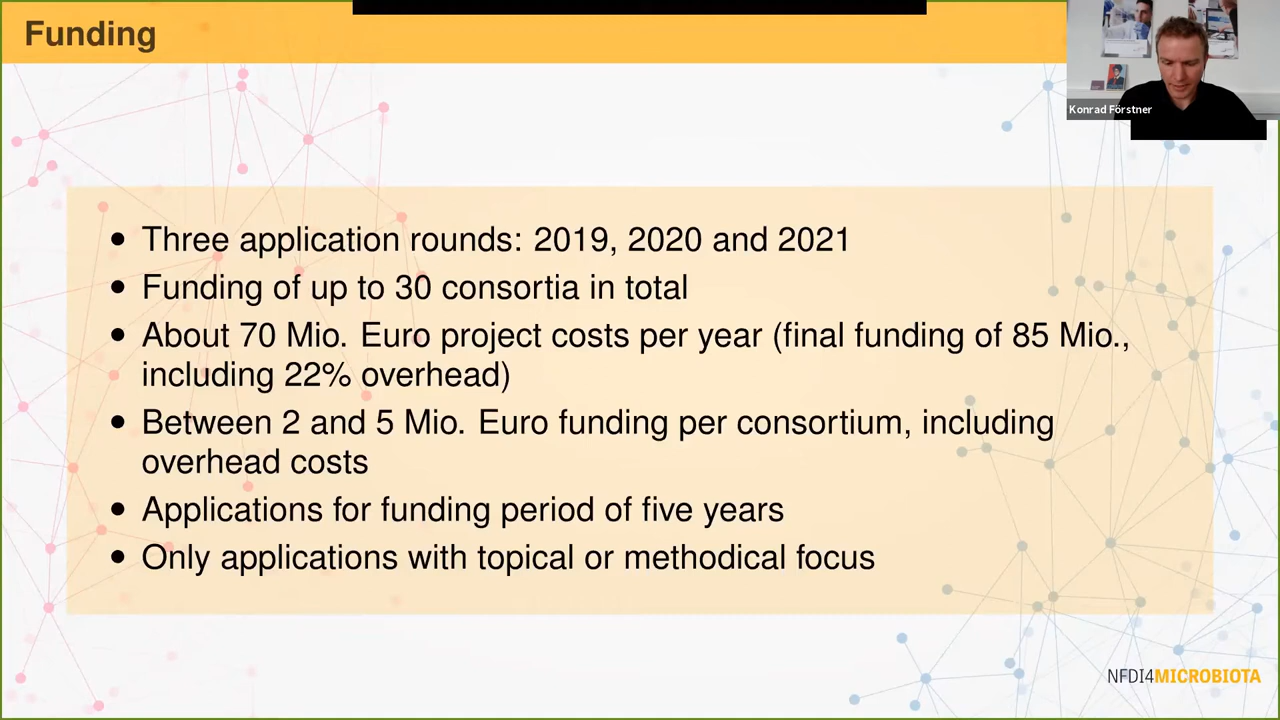 Funding
Konrad Förstner
• Three application rounds: 2019, 2020 and 2021
• Funding of up to 30 consortia in total
• About 70 Mio. Euro project costs per year (final funding of 85 Mio.,
including 22% overhead)
• Between 2 and 5 Mio. Euro funding per consortium, including
overhead costs
• Applications for funding period of five years
• Only applications with topical or methodical focus
NFDI4MICROBIOTA